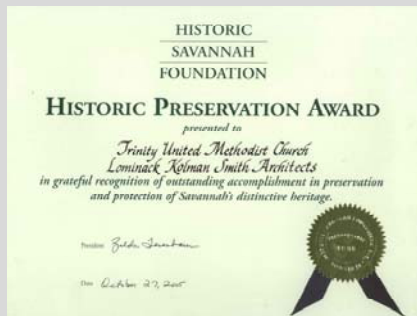 HISTORIC
SAVANNAH
FOUNDATION
HISTORIC PRESERVATION AWARD
presented to
Trinity United Methodist Church
Lominack Kolman Smith Architects
in grateful recognition of outstanding accomplishment in preservation
and protection of Savannah's distinctive heritage.
President
Date October 27, 2005